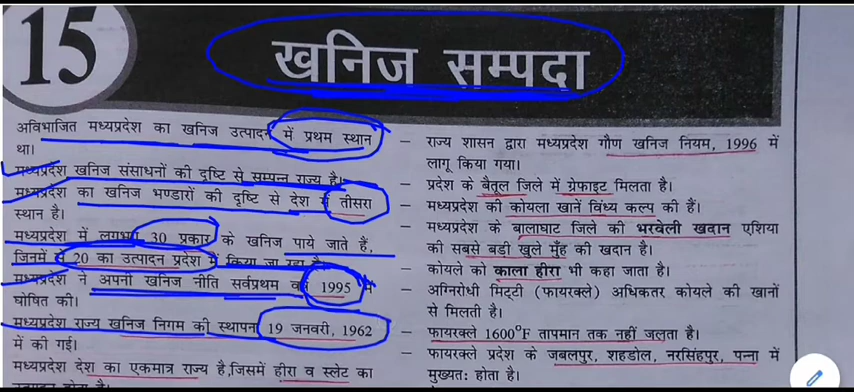 15
खनिज सम्पदा
अविभाजित मध्यप्रदेश का खनिज उत्पादन में प्रथम स्थान
था।
मध्यप्रदेश खनिज संसाधनों की दृष्टि से सम्पन्न राज्य है।
मध्यप्रदेश का खनिज भण्डारों की दृष्टि से देश में तीसरा
स्थान है।
मध्यप्रदेश में लगभग 30 प्रकार के खनिज पाये जाते हैं,
जिनमें से 20 का उत्पादन प्रदेश में किया जा रहा है।
मध्यप्रदेश ने अपनी खनिज नीति सर्वप्रथम 1995 में
घोषित की।
मध्यप्रदेश राज्य खनिज निगम की स्थापना 19 जनवरी, 1962
में की गई।
मध्यप्रदेश देश का एकमात्र राज्य है,जिसमें हीरा व स्लेट का
– राज्य शासन द्वारा मध्यप्रदेश गौण खनिज नियम, 1996 में
लागू किया गया।
– प्रदेश के बैतूल जिले में ग्रेफाइट मिलता है।
– मध्यप्रदेश की कोयला खानें विंध्य कल्प की हैं।
– मध्यप्रदेश के बालाघाट जिले की भरवेली खदान एशिया
की सबसे बडी खुले मुँह की खदान है।
– कोयले को काला हीरा भी कहा जाता है।
– अग्निरोधी मिट्टी (फायरक्ले) अधिकतर कोयले की खानों
से मिलती है।
– फायरक्ले 1600°F तापमान तक नहीं जलता है।
– फायरक्ले प्रदेश के जबलपुर, शहडोल, नरसिंहपुर, पन्ना में
मुख्यतः होता है।